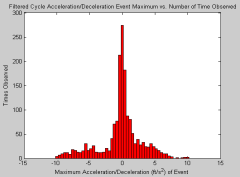 Filtered Cycle Acceleration/Deceleration Event Maximum vs. Number of Time Observed
300
250
200
150
100
50
0
Times Observed
-15 -10 -5 0 5 10 15
Maximum Acceleration/Deceleration (ft/s²) of Event